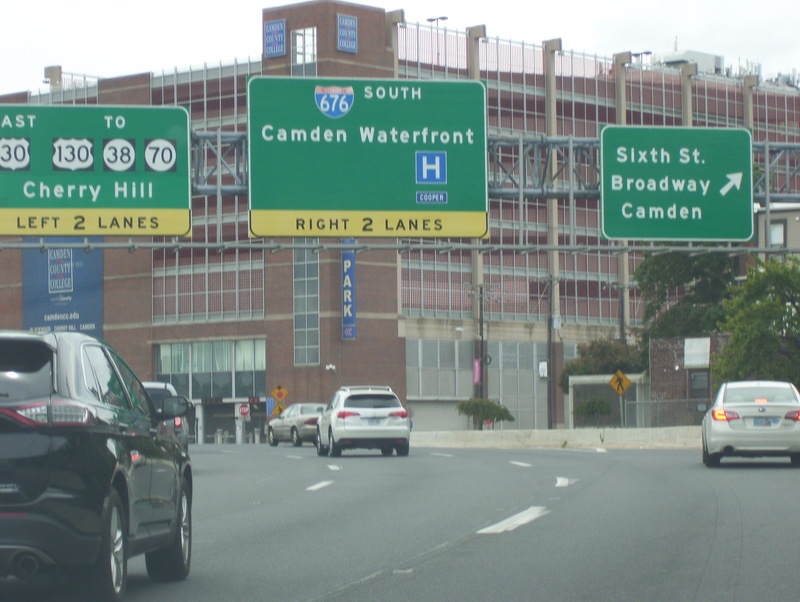 AST TO
30 130 38 70
Cherry Hill
LEFT 2 LANES
676 SOUTH
Camden Waterfront
H
COOPER
RIGHT 2 LANES
Sixth St.
Broadway
Camden
CAMDEN
COUNTY
COLLEGE
CAMDEN
COUNTY
COLLEGE
CAMDEN
COUNTY
COLLEGE
camdencc.edu
PARK
STOP